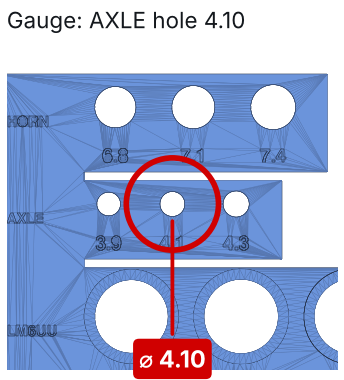 Gauge: AXLE hole 4.10
HORN
6.8 7.1 7.4
AXLE
3.9 4.1 4.3
LM6UU
⌀ 4.10